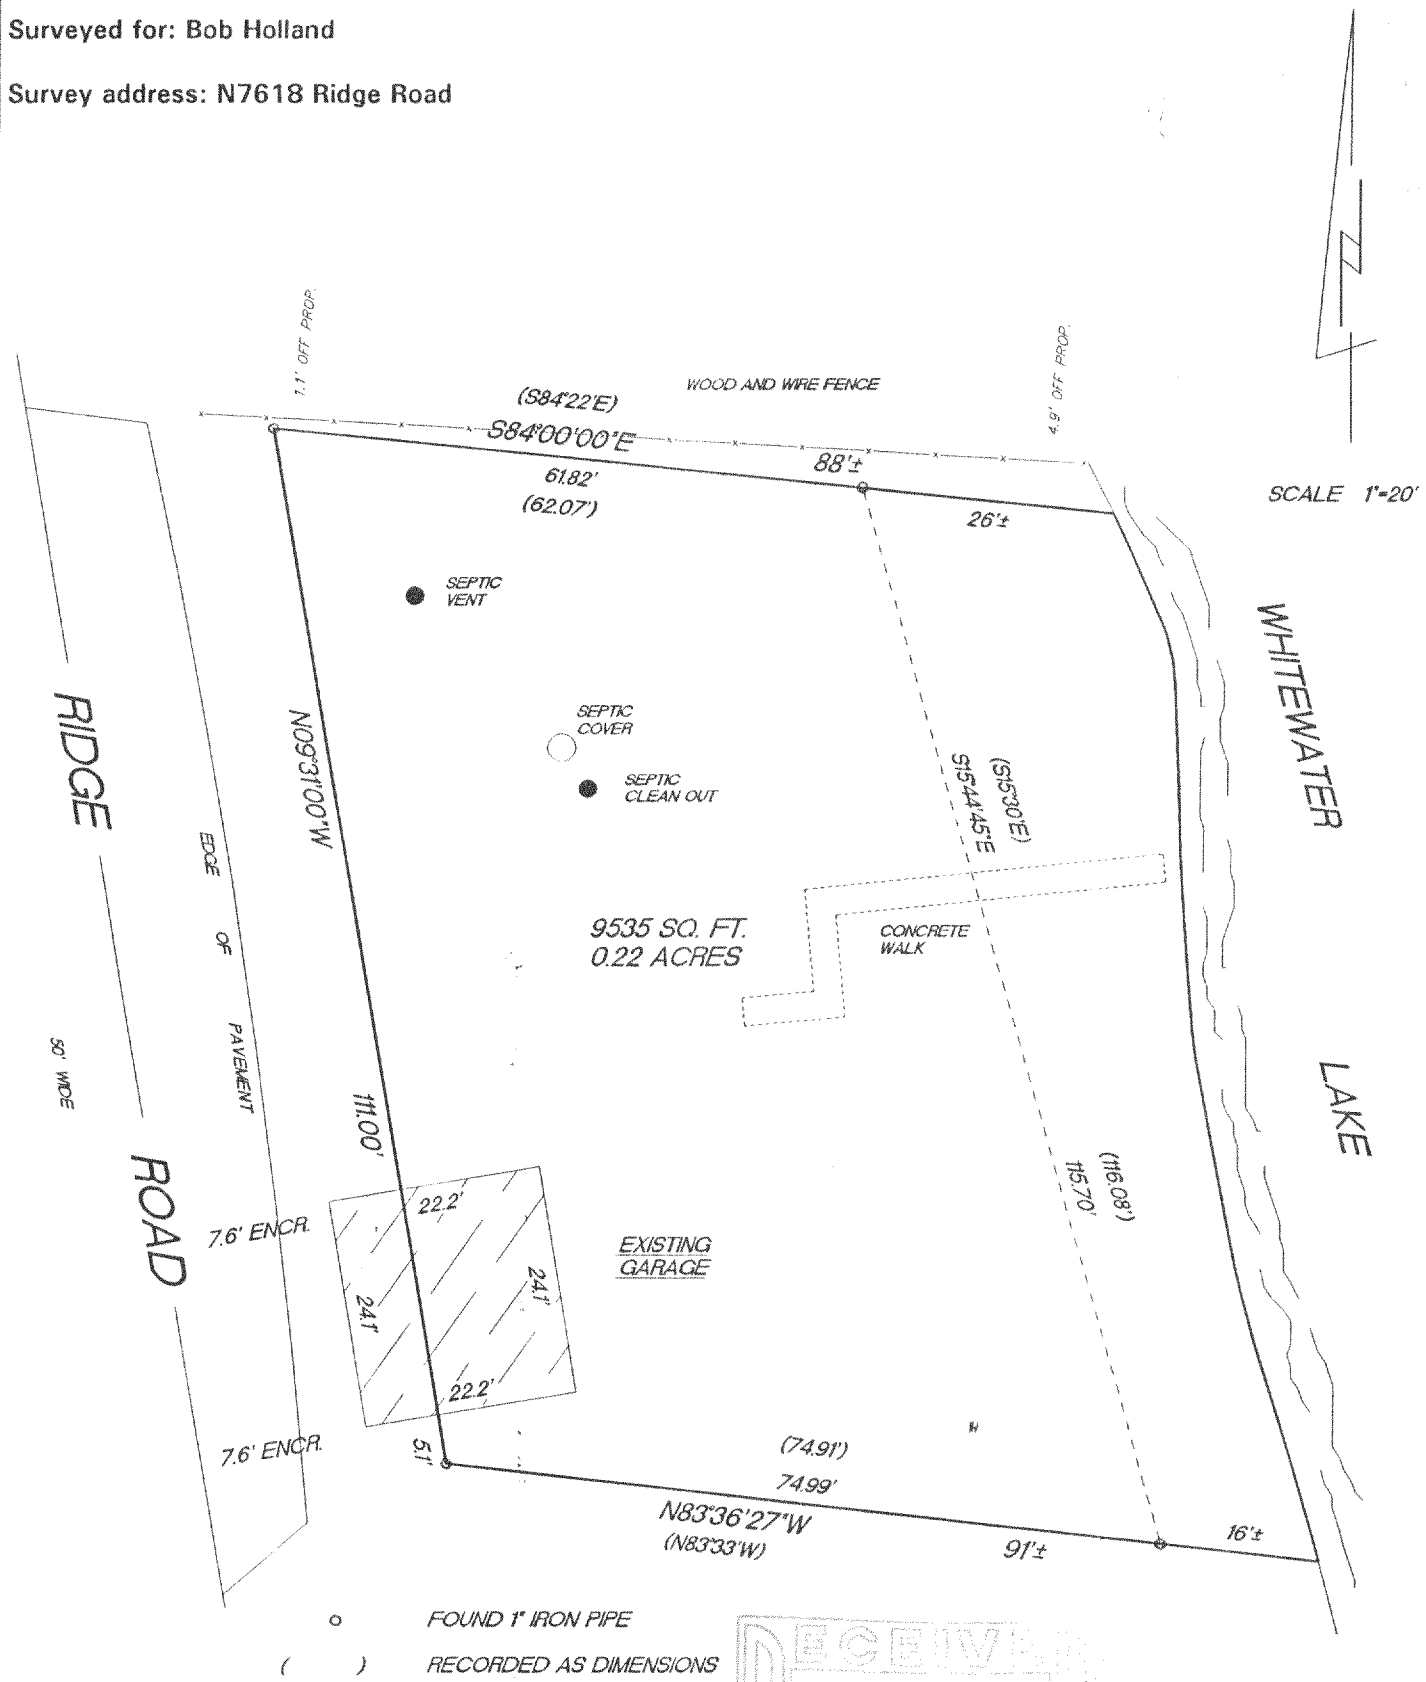 Surveyed for: Bob Holland
Survey address: N7618 Ridge Road
1.1' OFF PROP.
4.9' OFF PROP.
WOOD AND WIRE FENCE
(S84°22'E)
S84°00'00"E
88'±
61.82'
(62.07')
26'±
SCALE 1"=20'
SEPTIC
VENT
SEPTIC
COVER
SEPTIC
CLEAN OUT
N09°31'00"W
111.00'
(S15°30'E)
S15°44'45"E
WHITEWATER
LAKE
RIDGE
ROAD
EDGE OF PAVEMENT
50' WIDE
9535 SQ. FT.
0.22 ACRES
CONCRETE
WALK
(116.08')
115.70'
7.6' ENCR.
22.2'
24.1'
24.1'
22.2'
EXISTING
GARAGE
7.6' ENCR.
5.1'
(74.91')
74.99'
N83°36'27"W
(N83°33'W)
91'±
16'±
FOUND 1" IRON PIPE
( ) RECORDED AS DIMENSIONS